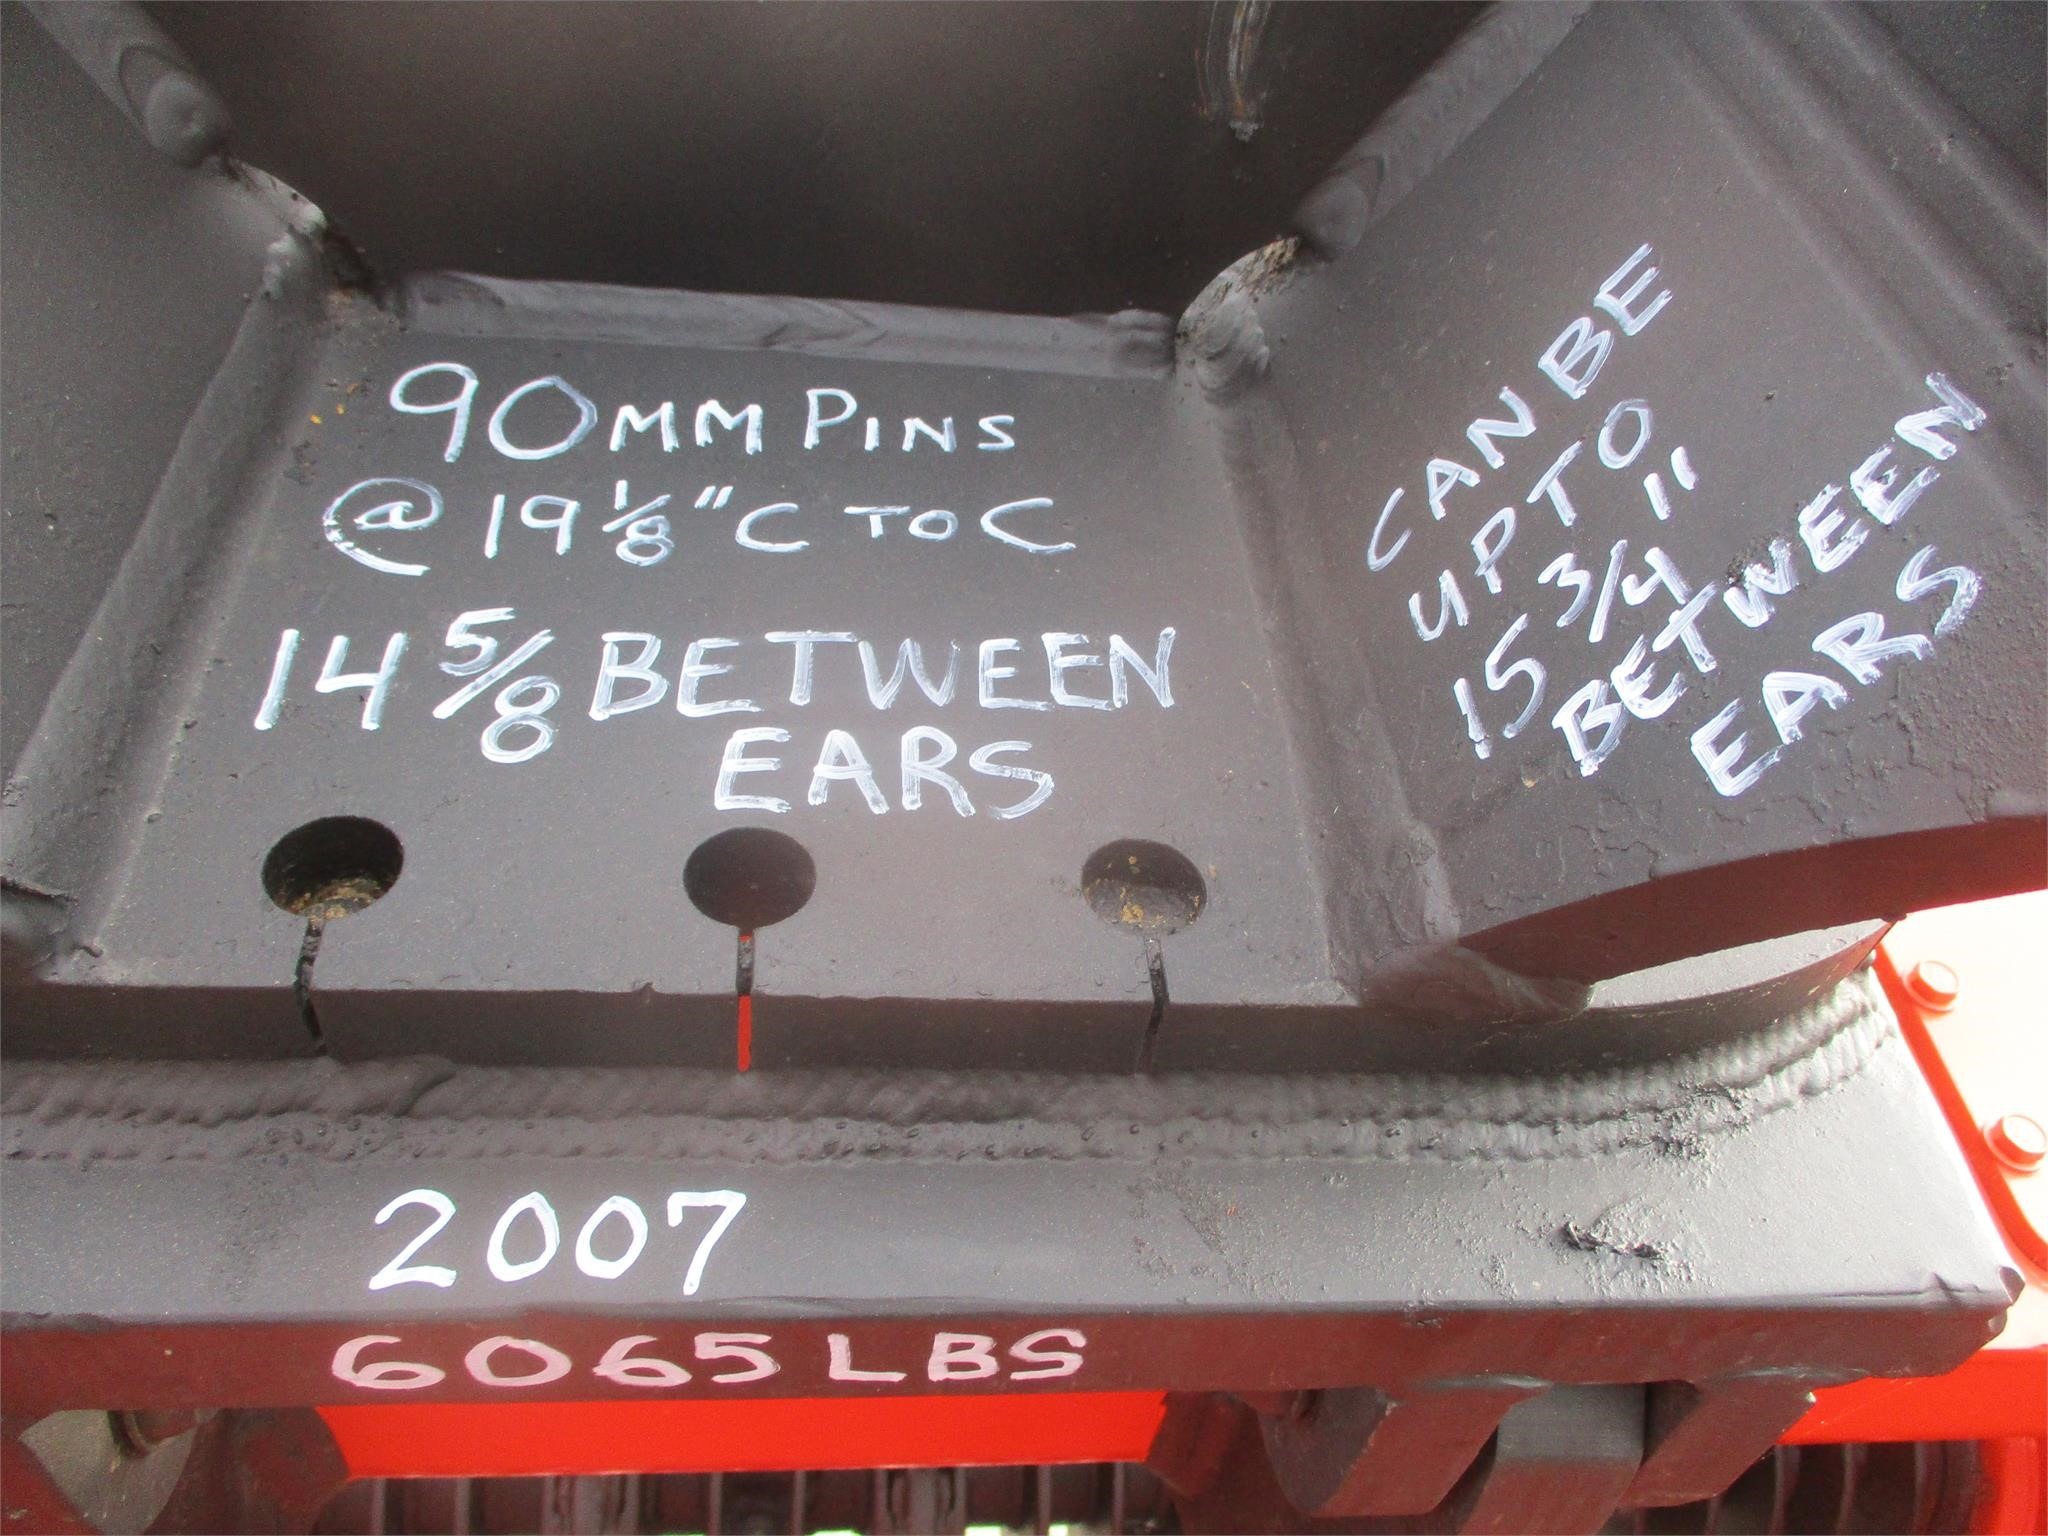 90MM PINS
@ 19 1/8" C TO C
14 5/8 BETWEEN
EARS
CAN BE
UP TO
15 3/4"
BETWEEN
EARS
2007
6065 LBS